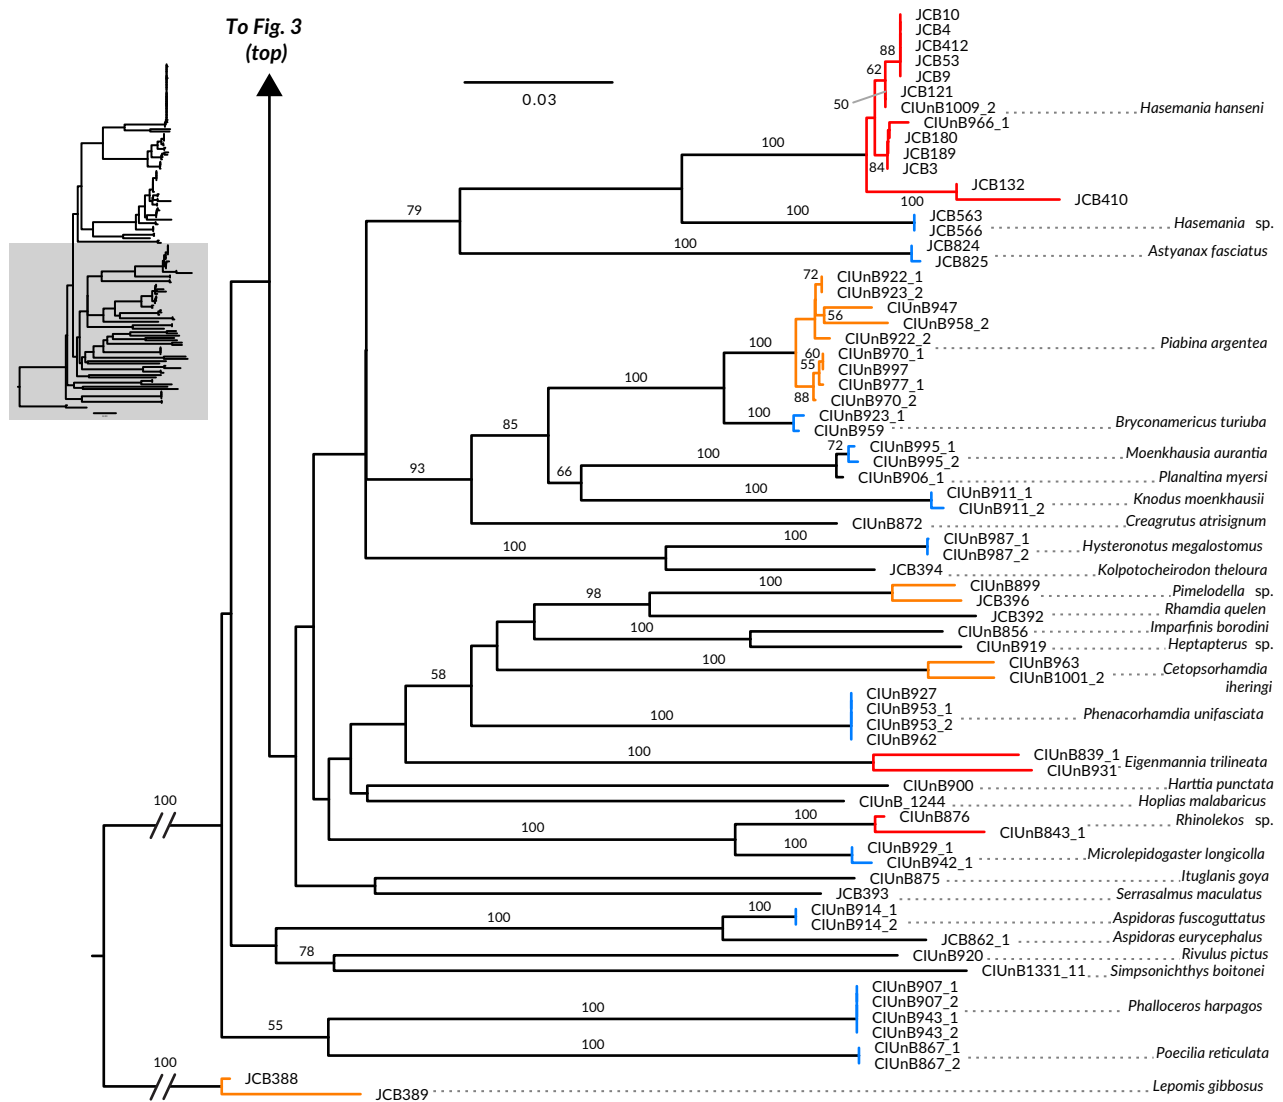 To Fig. 3
(top)
0.03
JCB10
JCB4
88
JCB412
JCB53
62
JCB9
JCB121
50
CIUnB1009_2
Hasemania hanseni
CIUnB966_1
JCB180
100
JCB189
84
JCB3
JCB132
100
JCB410
79
100
JCB563
Hasemania sp.
JCB566
100
JCB824
Astyanax fasciatus
JCB825
72
CIUnB922_1
CIUnB923_2
CIUnB947
56
CIUnB958_2
100
CIUnB922_2
Piabina argentea
60
CIUnB970_1
55
CIUnB997
100
CIUnB977_1
88
CIUnB970_2
100
CIUnB923_1
Bryconamericus turiuba
CIUnB959
85
72
CIUnB995_1
Moenkhausia aurantia
100
CIUnB995_2
93
66
CIUnB906_1
Planaltina myersi
100
CIUnB911_1
Knodus moenkhausii
CIUnB911_2
CIUnB872
Creagrutus atrisignum
100
CIUnB987_1
Hysteronotus megalostomus
100
CIUnB987_2
JCB394
Kolpotocheirodon theloura
100
CIUnB899
Pimelodella sp.
98
JCB396
JCB392
Rhamdia quelen
100
CIUnB856
Imparfinis borodini
CIUnB919
Heptapterus sp.
100
CIUnB963
Cetopsorhamdia
58
CIUnB1001_2
iheringi
CIUnB927
100
CIUnB953_1
Phenacorhamdia unifasciata
CIUnB953_2
CIUnB962
100
CIUnB839_1
Eigenmannia trilineata
CIUnB931
CIUnB900
Harttia punctata
100
CIUnB_1244
Hoplias malabaricus
100
CIUnB876
Rhinolekos sp.
100
CIUnB843_1
100
CIUnB929_1
Microlepidogaster longicolla
CIUnB942_1
CIUnB875
Ituglanis goya
JCB393
Serrasalmus maculatus
100
100
CIUnB914_1
Aspidoras fuscoguttatus
CIUnB914_2
JCB862_1
Aspidoras eurycephalus
78
CIUnB920
Rivulus pictus
CIUnB1331_11
Simpsonichthys boitonei
CIUnB907_1
100
CIUnB907_2
Phalloceros harpagos
CIUnB943_1
55
CIUnB943_2
100
CIUnB867_1
Poecilia reticulata
CIUnB867_2
100
JCB388
JCB389
Lepomis gibbosus